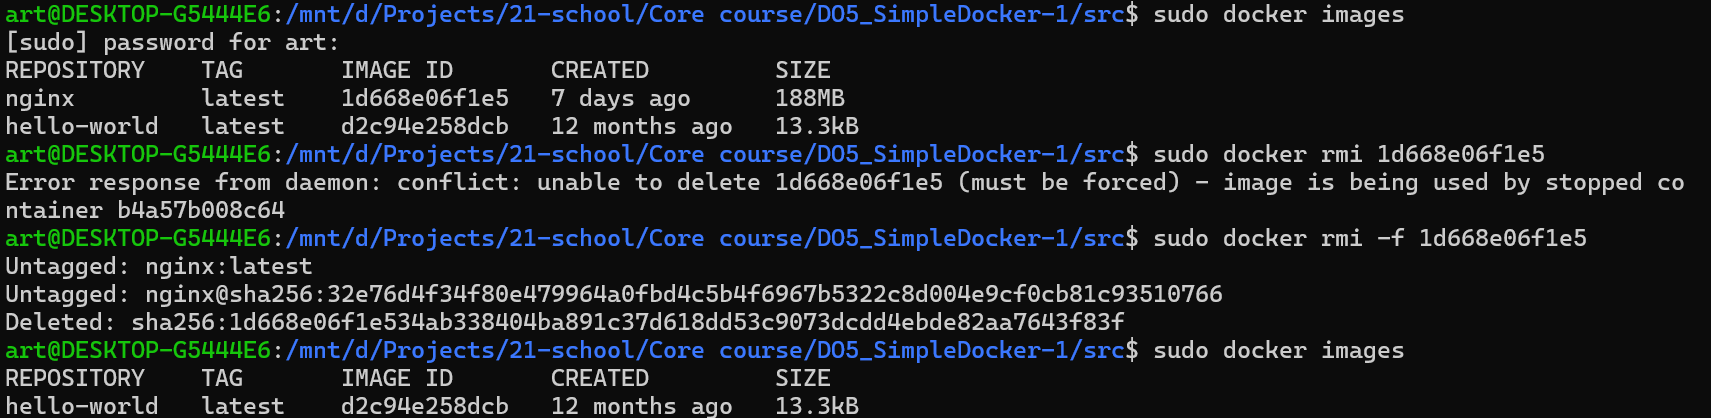 art@DESKTOP-G5444E6:/mnt/d/Projects/21-school/Core course/DO5_SimpleDocker-1/src$ sudo docker images
[sudo] password for art:
REPOSITORY    TAG       IMAGE ID       CREATED         SIZE
nginx         latest    1d668e06f1e5   7 days ago      188MB
hello-world   latest    d2c94e258dcb   12 months ago   13.3kB
art@DESKTOP-G5444E6:/mnt/d/Projects/21-school/Core course/DO5_SimpleDocker-1/src$ sudo docker rmi 1d668e06f1e5
Error response from daemon: conflict: unable to delete 1d668e06f1e5 (must be forced) - image is being used by stopped co
ntainer b4a57b008c64
art@DESKTOP-G5444E6:/mnt/d/Projects/21-school/Core course/DO5_SimpleDocker-1/src$ sudo docker rmi -f 1d668e06f1e5
Untagged: nginx:latest
Untagged: nginx@sha256:32e76d4f34f80e479964a0fbd4c5b4f6967b5322c8d004e9cf0cb81c93510766
Deleted: sha256:1d668e06f1e534ab338404ba891c37d618dd53c9073dcdd4ebde82aa7643f83f
art@DESKTOP-G5444E6:/mnt/d/Projects/21-school/Core course/DO5_SimpleDocker-1/src$ sudo docker images
REPOSITORY    TAG       IMAGE ID       CREATED         SIZE
hello-world   latest    d2c94e258dcb   12 months ago   13.3kB